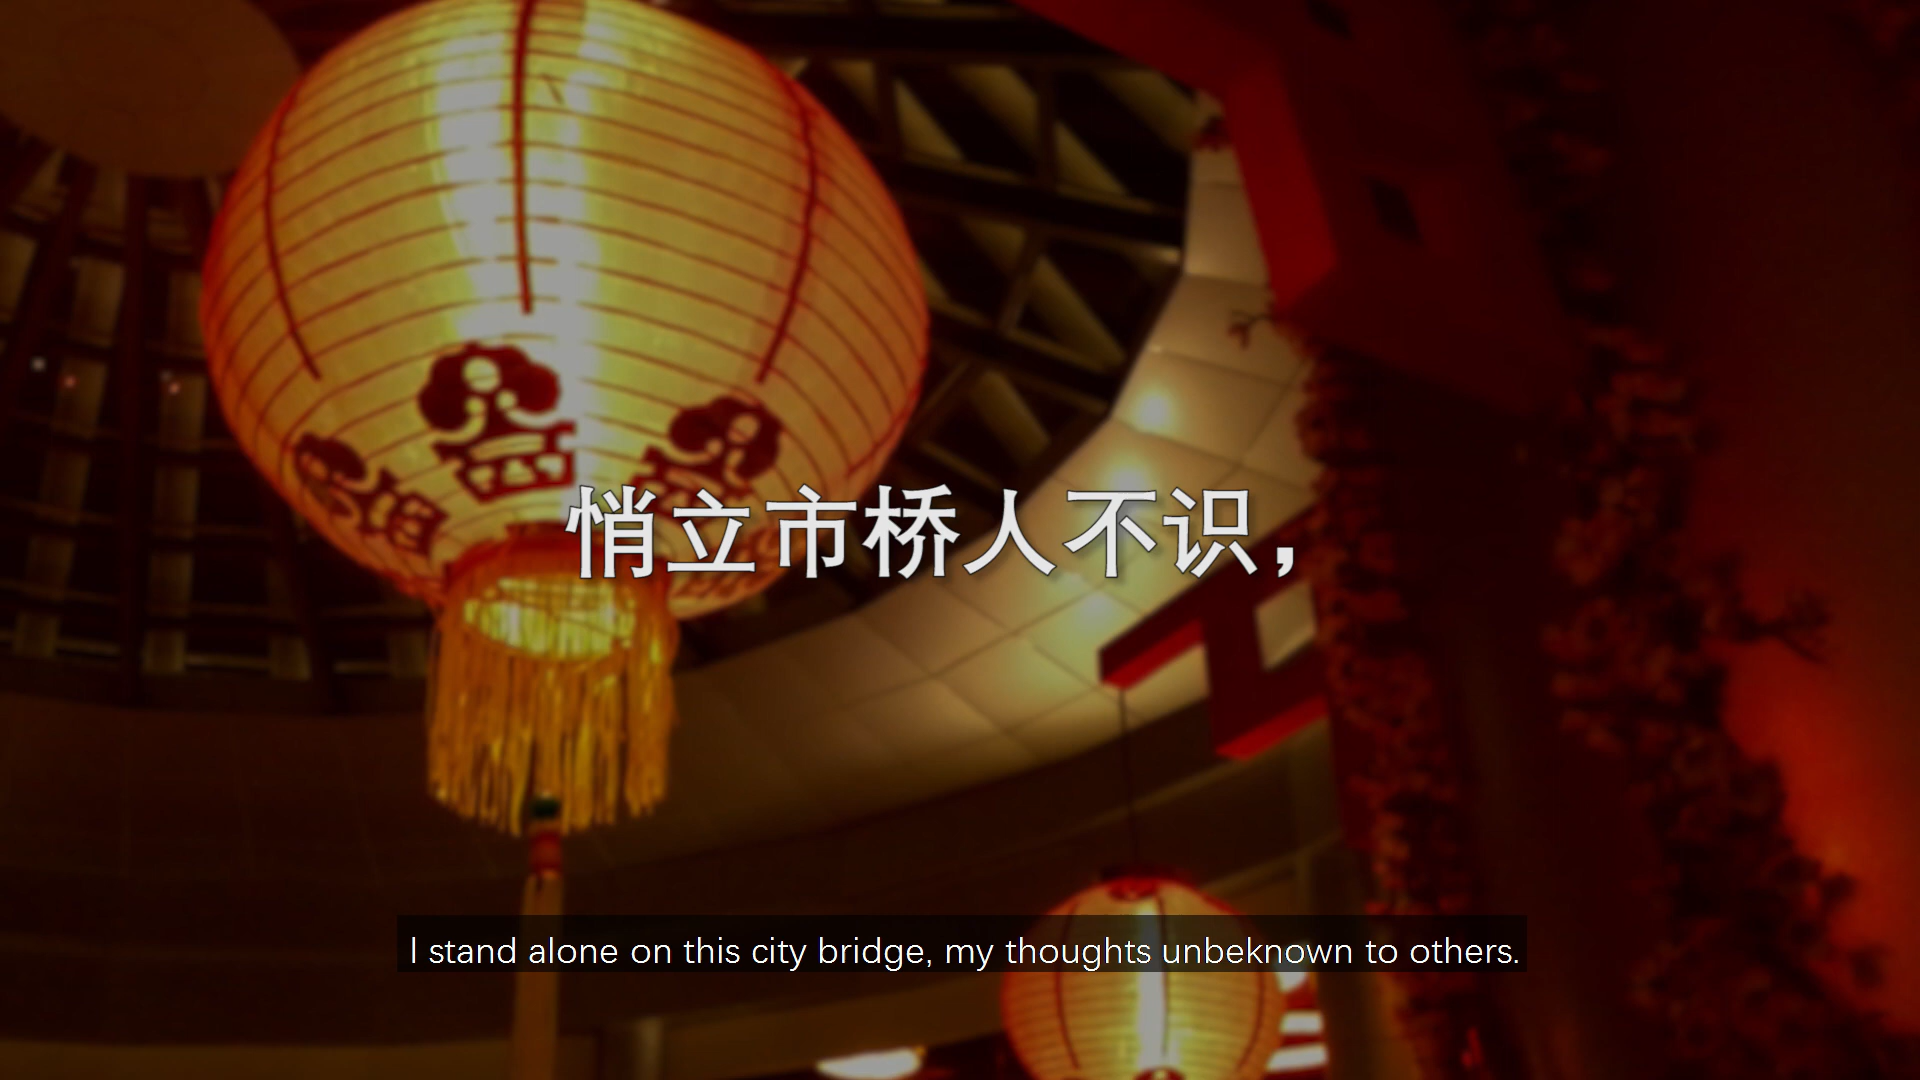 悄立市桥人不识，
I stand alone on this city bridge, my thoughts unbeknown to others.